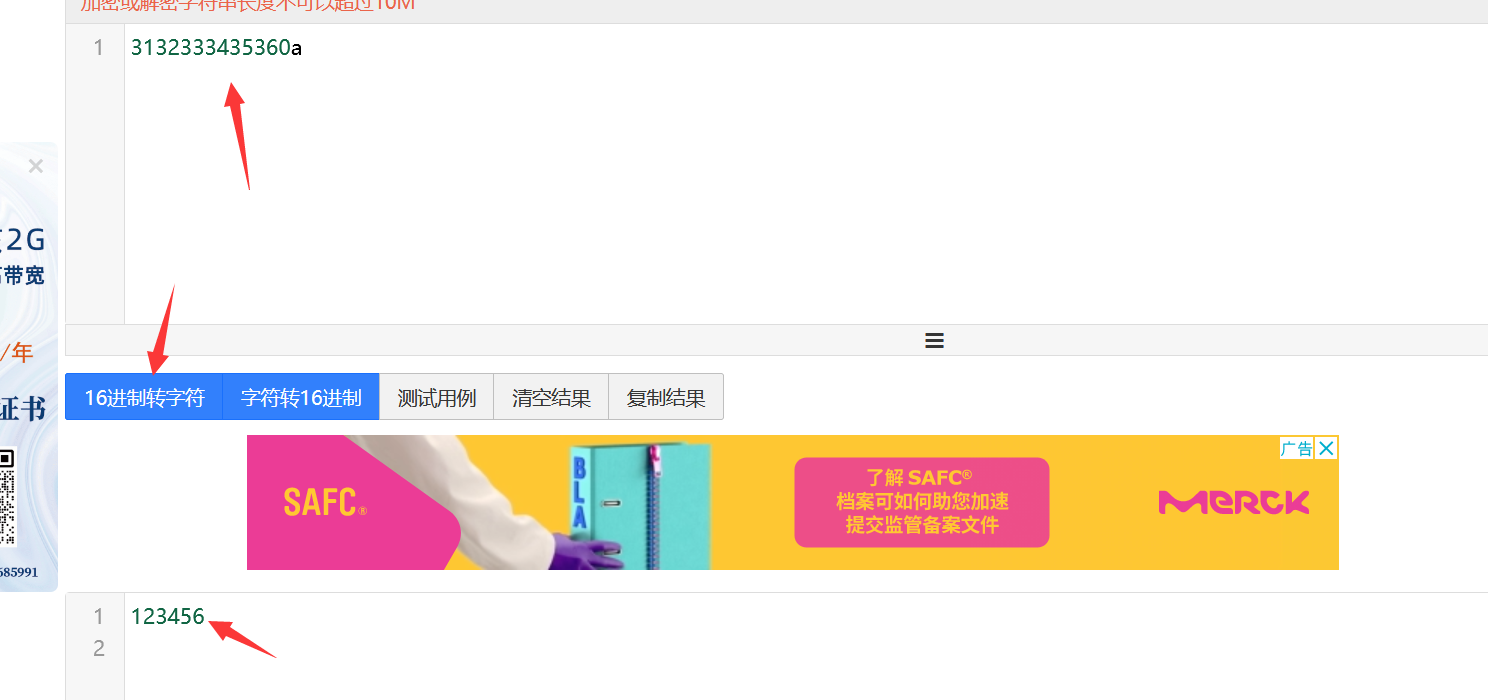 加密或解密字符串长度不可以超过10M
1 3132333435360a
2G
带宽
/年
证书
685991
16进制转字符 字符转16进制 测试用例 清空结果 复制结果
SAFC®
BLA
了解 SAFC®
档案可如何助您加速
提交监管备案文件
MERCK
广告
1 123456
2